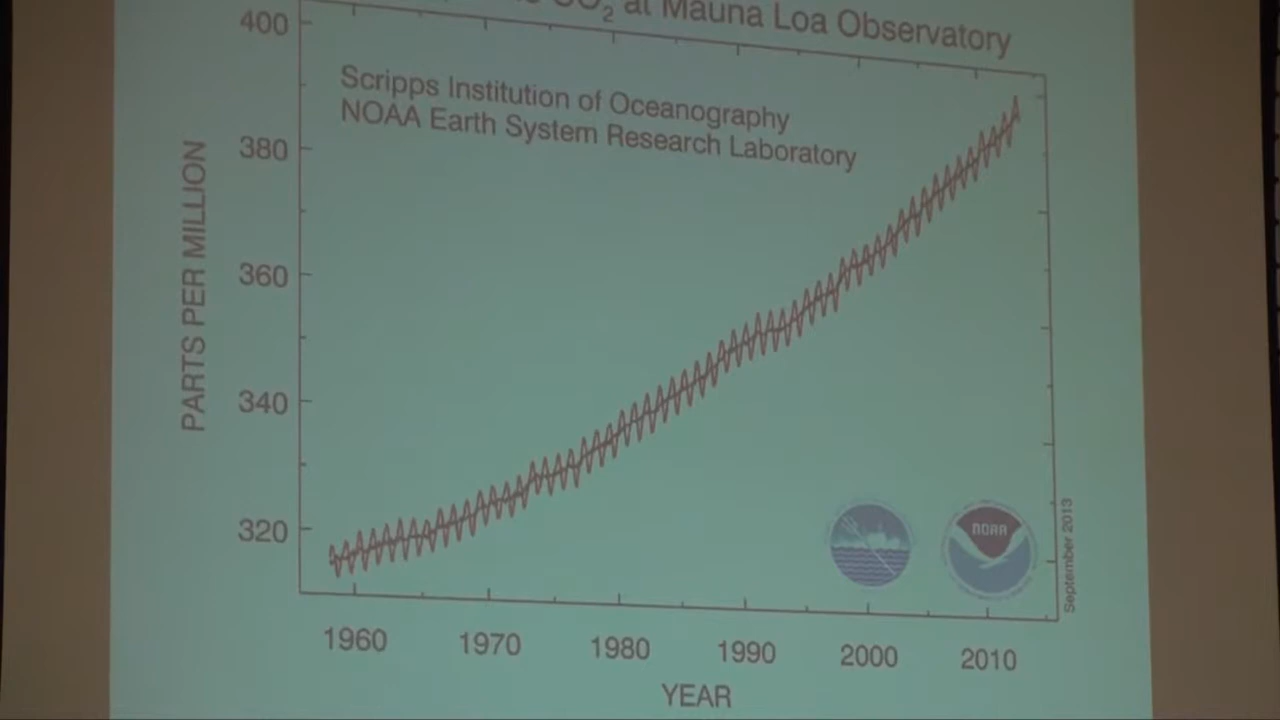 CO₂ at Mauna Loa Observatory
Scripps Institution of Oceanography
NOAA Earth System Research Laboratory
PARTS PER MILLION
400
380
360
340
320
1960 1970 1980 1990 2000 2010
YEAR
NOAA
September 2013